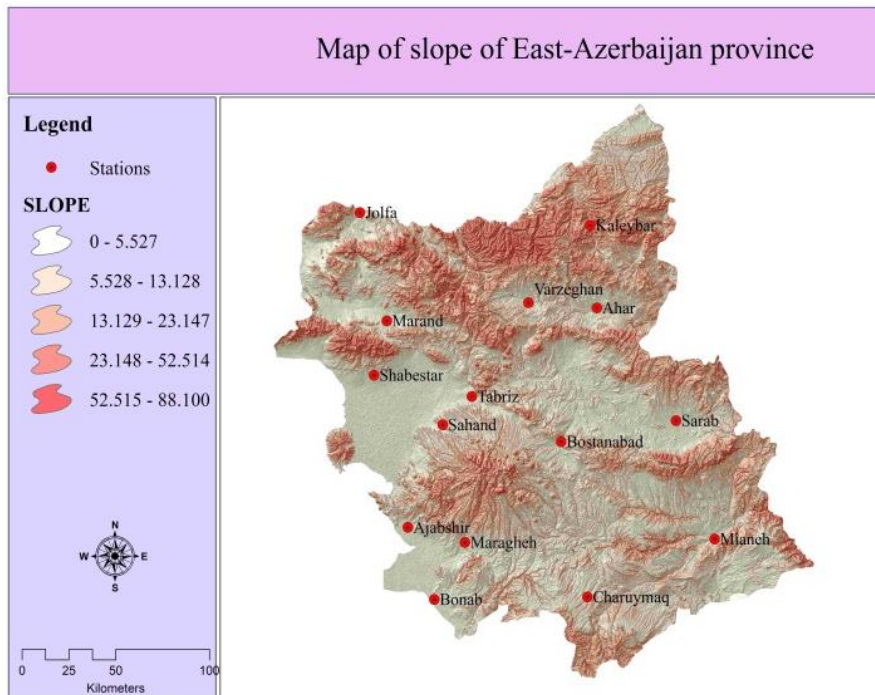 Map of slope of East-Azerbaijan province
Legend
Stations
SLOPE
0 - 5.527
5.528 - 13.128
13.129 - 23.147
23.148 - 52.514
52.515 - 88.100
N
W E
S
0 25 50 100
Kilometers
Jolfa
Kaleybar
Varzeghan
Ahar
Marand
Shabestar
Tabriz
Sarab
Sahand
Bostanabad
Ajabshir
Maragheh
Mianeh
Bonab
Charuymaq